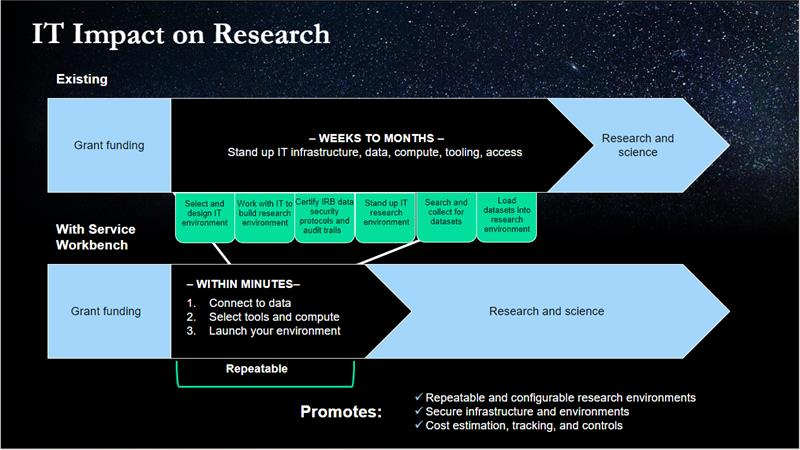 IT Impact on Research
Existing
Grant funding
– WEEKS TO MONTHS –
Stand up IT infrastructure, data, compute, tooling, access
Research and
science
Select and
design IT
environment
Work with IT to
build research
environment
Certify IRB data
security
protocols and
audit trails
Stand up IT
research
environment
Search and
collect for
datasets
Load
datasets into
research
environment
With Service
Workbench
Grant funding
– WITHIN MINUTES–
1. Connect to data
2. Select tools and compute
3. Launch your environment
Research and science
Repeatable
Promotes:
✓ Repeatable and configurable research environments
✓ Secure infrastructure and environments
✓ Cost estimation, tracking, and controls